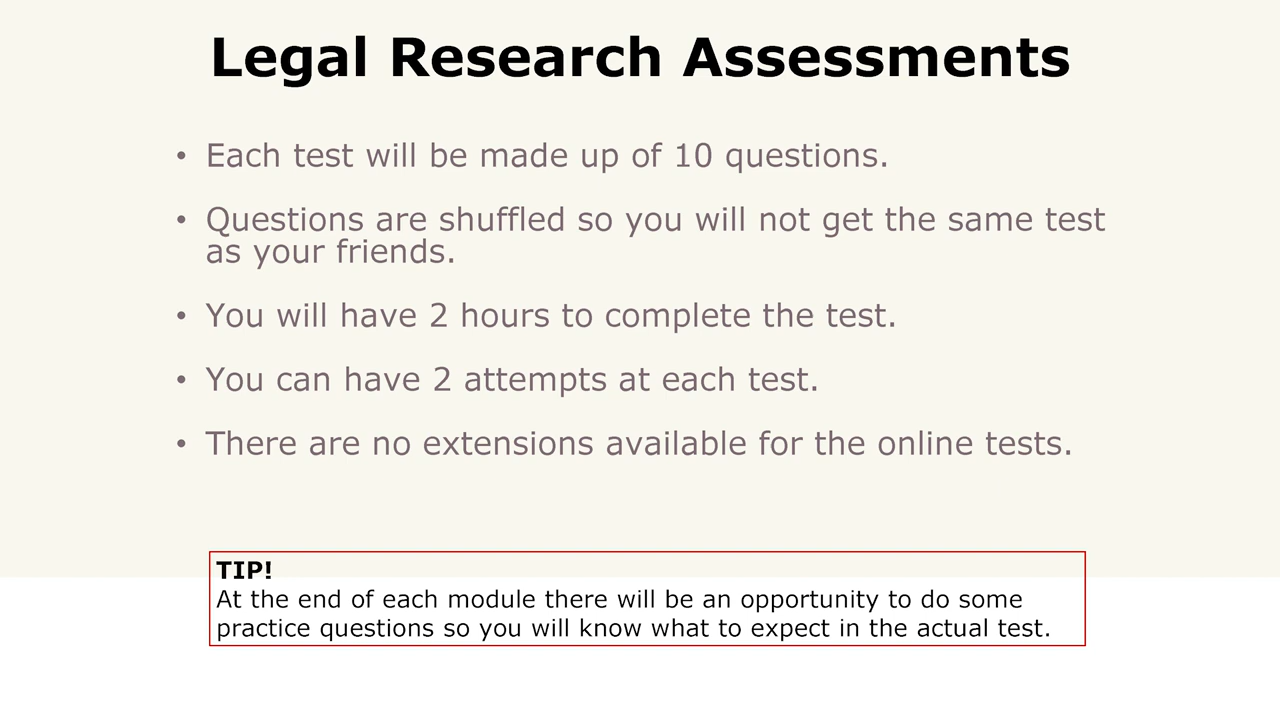 Legal Research Assessments
• Each test will be made up of 10 questions.
• Questions are shuffled so you will not get the same test
as your friends.
• You will have 2 hours to complete the test.
• You can have 2 attempts at each test.
• There are no extensions available for the online tests.
TIP!
At the end of each module there will be an opportunity to do some
practice questions so you will know what to expect in the actual test.